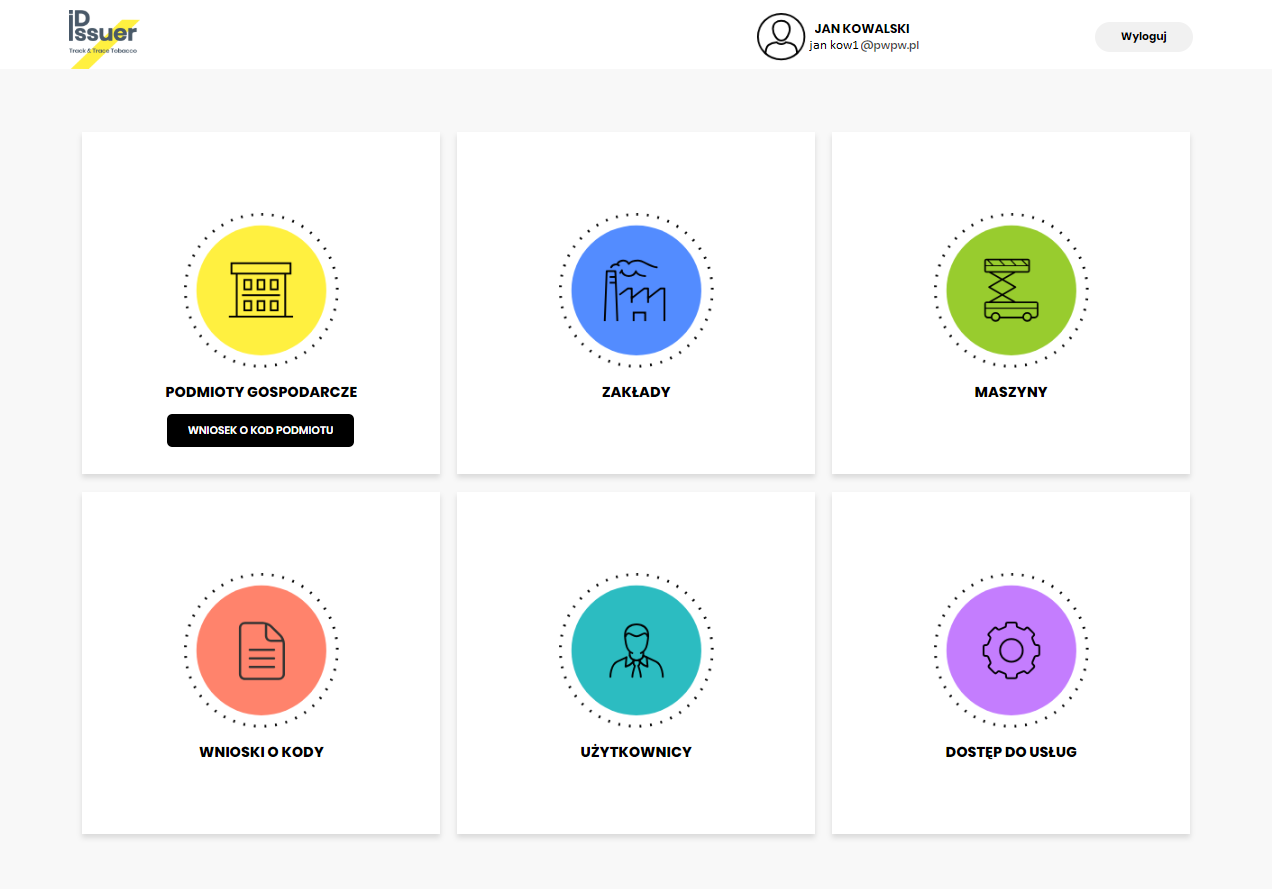 iD
issuer
Track & Trace Tobacco
JAN KOWALSKI
jan kow1@pwpw.pl
Wyloguj
PODMIOTY GOSPODARCZE
WNIOSEK O KOD PODMIOTU
ZAKŁADY
MASZYNY
WNIOSKI O KODY
UŻYTKOWNICY
DOSTĘP DO USŁUG